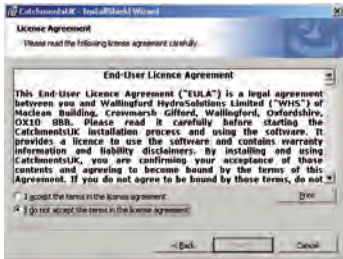 CatchmentsUK - InstallShield Wizard
License Agreement
Please read the following license agreement carefully.
End-User Licence Agreement
This End-User Licence Agreement ("EULA") is a legal agreement
between you and Wallingford HydroSolutions Limited ("WHS") of
Maclean Building, Crowmarsh Gifford, Wallingford, Oxfordshire,
OX10 8BB. Please read it carefully before starting the
CatchmentsUK installation process and using the software. It
provides a licence to use the software and contains warranty
information and liability disclaimers. By installing and using
CatchmentsUK, you are confirming your acceptance of those
contents and agreeing to become bound by the terms of this
Agreement. If you do not agree to be bound by those terms, do not
I accept the terms in the license agreement
Print
I do not accept the terms in the license agreement
< Back
Cancel